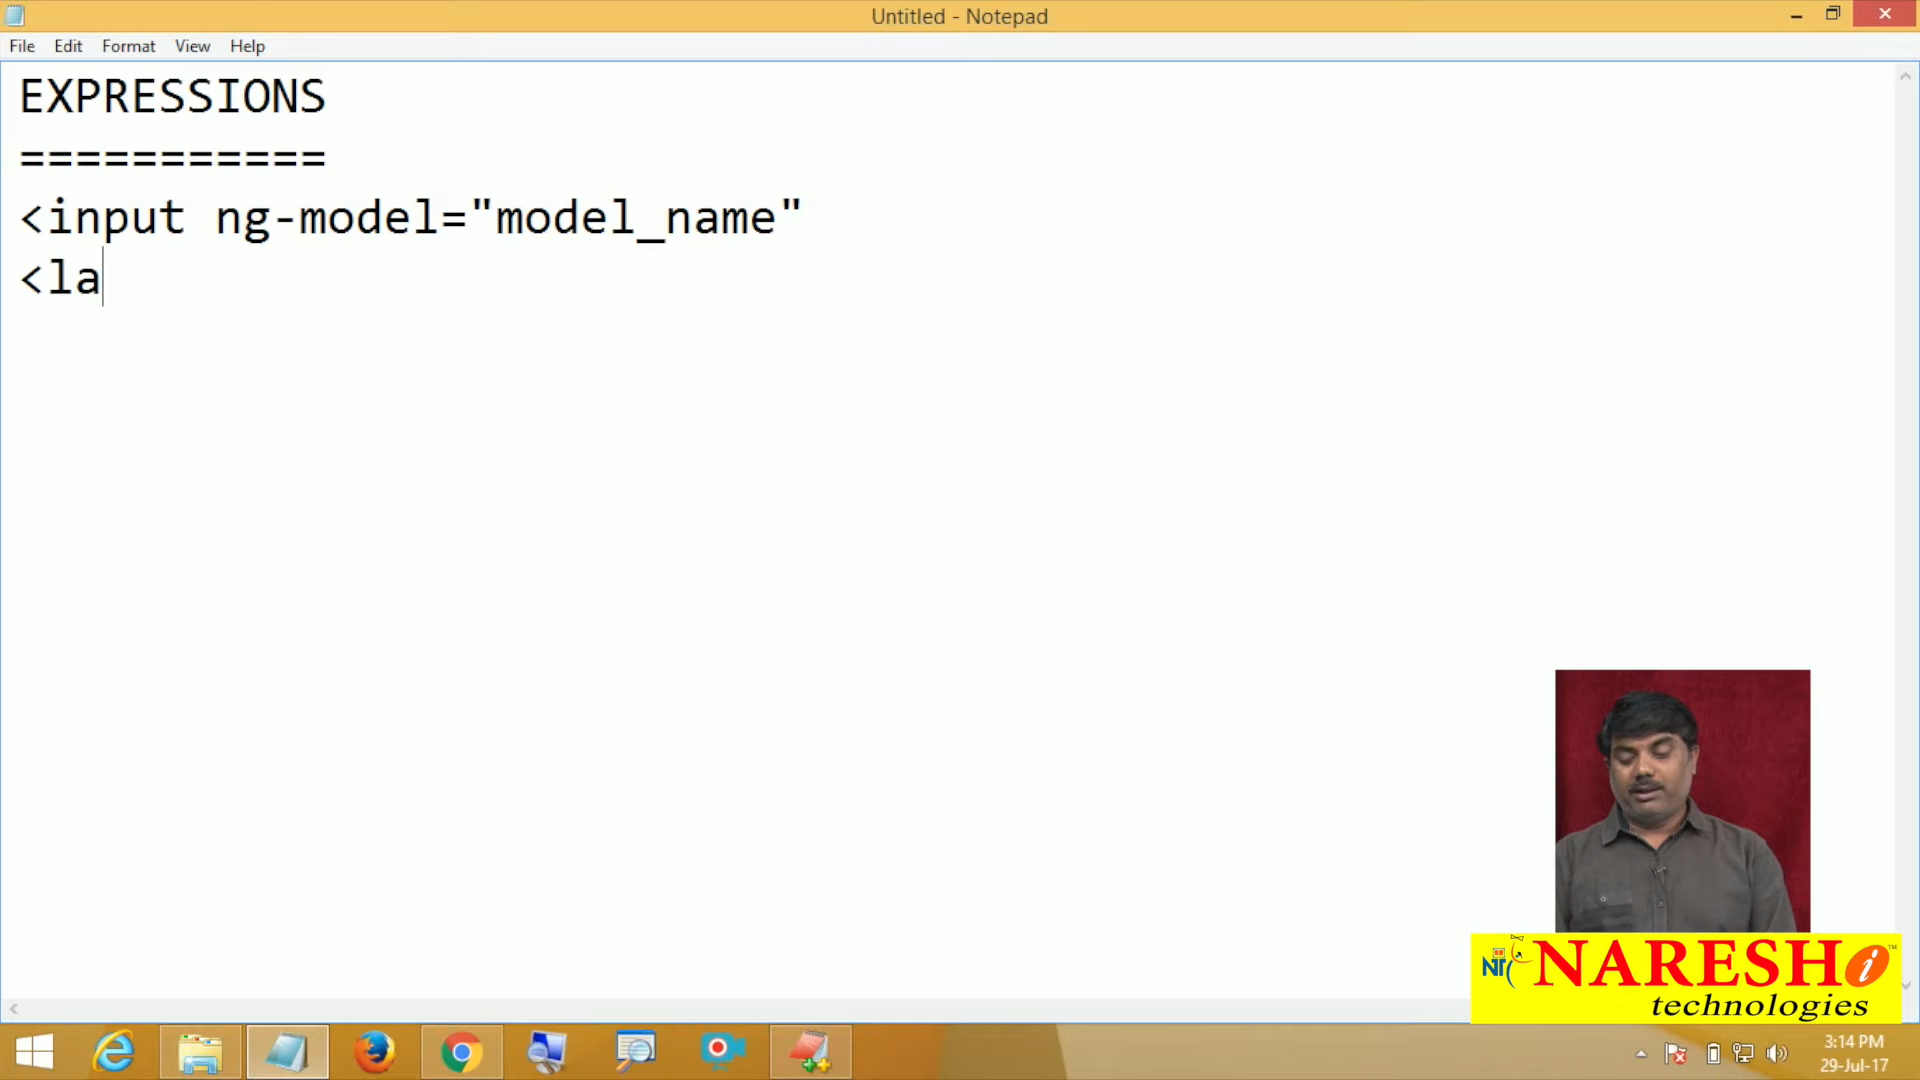 Untitled - Notepad
File Edit Format View Help
EXPRESSIONS
===========
<input ng-model="model_name"
<la
NARESH i ™
technologies
3:14 PM
29-Jul-17